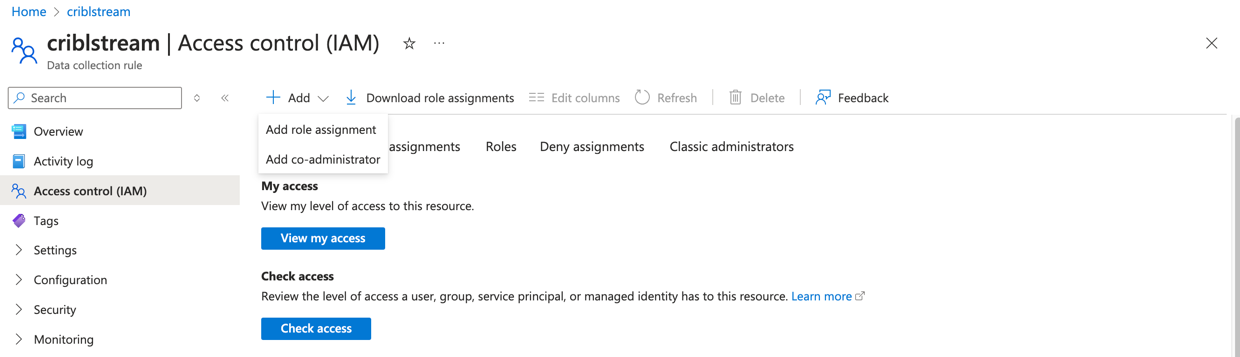 Home > criblstream
criblstream | Access control (IAM) ☆ ···
Data collection rule
Search
+ Add Download role assignments Edit columns Refresh Delete Feedback
Overview
Activity log
Access control (IAM)
Tags
Settings
Configuration
Security
Monitoring
Add role assignment
Add co-administrator
assignments Roles Deny assignments Classic administrators
My access
View my level of access to this resource.
View my access
Check access
Review the level of access a user, group, service principal, or managed identity has to this resource. Learn more
Check access